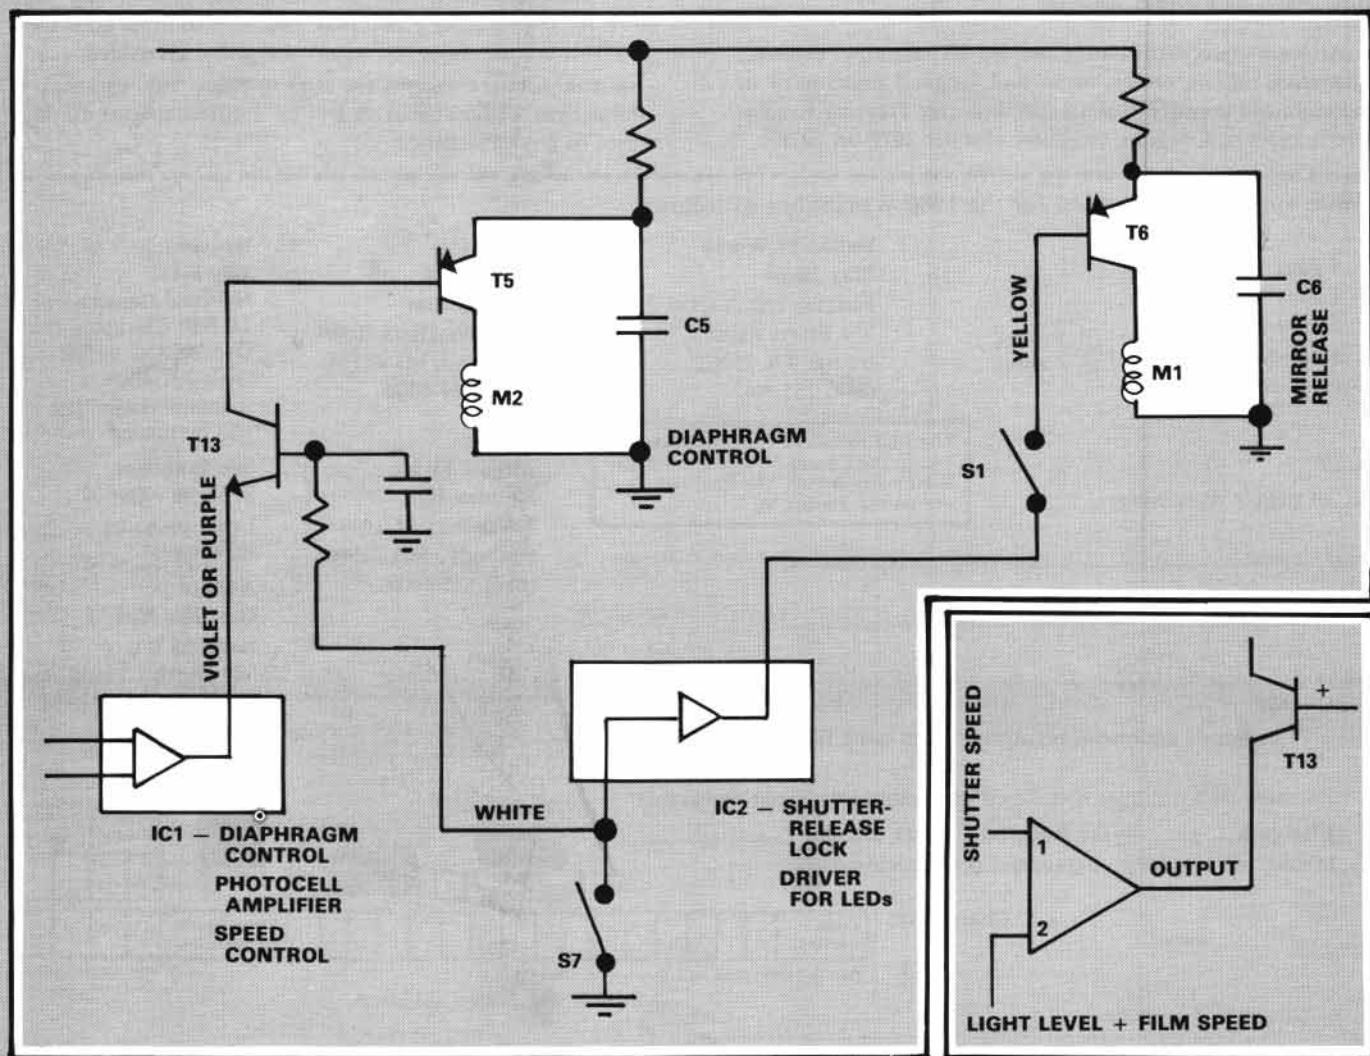 T5
C5
M2
DIAPHRAGM
CONTROL
T13
VIOLET OR PURPLE
YELLOW
T6
C6
MIRROR
RELEASE
M1
S1
IC1 – DIAPHRAGM
CONTROL
PHOTOCELL
AMPLIFIER
SPEED
CONTROL
WHITE
S7
IC2 – SHUTTER-
RELEASE
LOCK
DRIVER
FOR LEDs
SHUTTER SPEED
+
T13
1
OUTPUT
2
LIGHT LEVEL + FILM SPEED